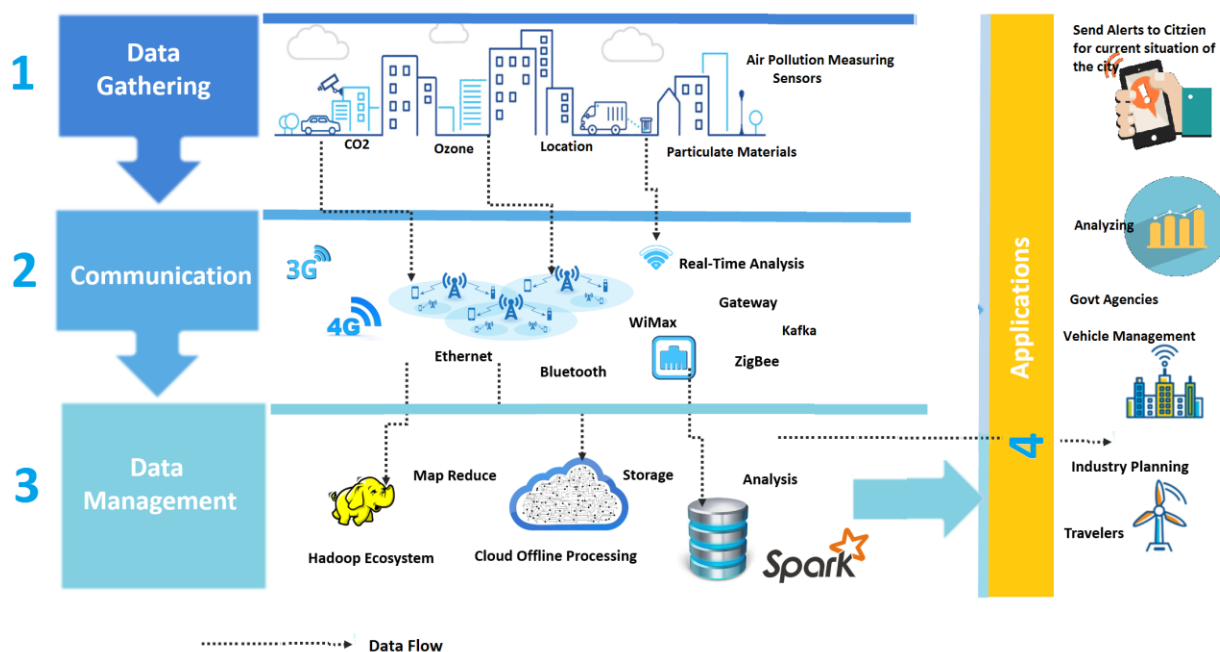 1
Data
Gathering
Air Pollution Measuring
Sensors
CO2
Ozone
Location
Particulate Materials
2
Communication
3G
4G
Real-Time Analysis
Gateway
WiMax
Kafka
Ethernet
Bluetooth
ZigBee
3
Data
Management
Map Reduce
Storage
Analysis
Hadoop Ecosystem
Cloud Offline Processing
Spark
Applications
4
Send Alerts to Citzien
for current situation of
the city
Analyzing
Govt Agencies
Vehicle Management
Industry Planning
Travelers
Data Flow